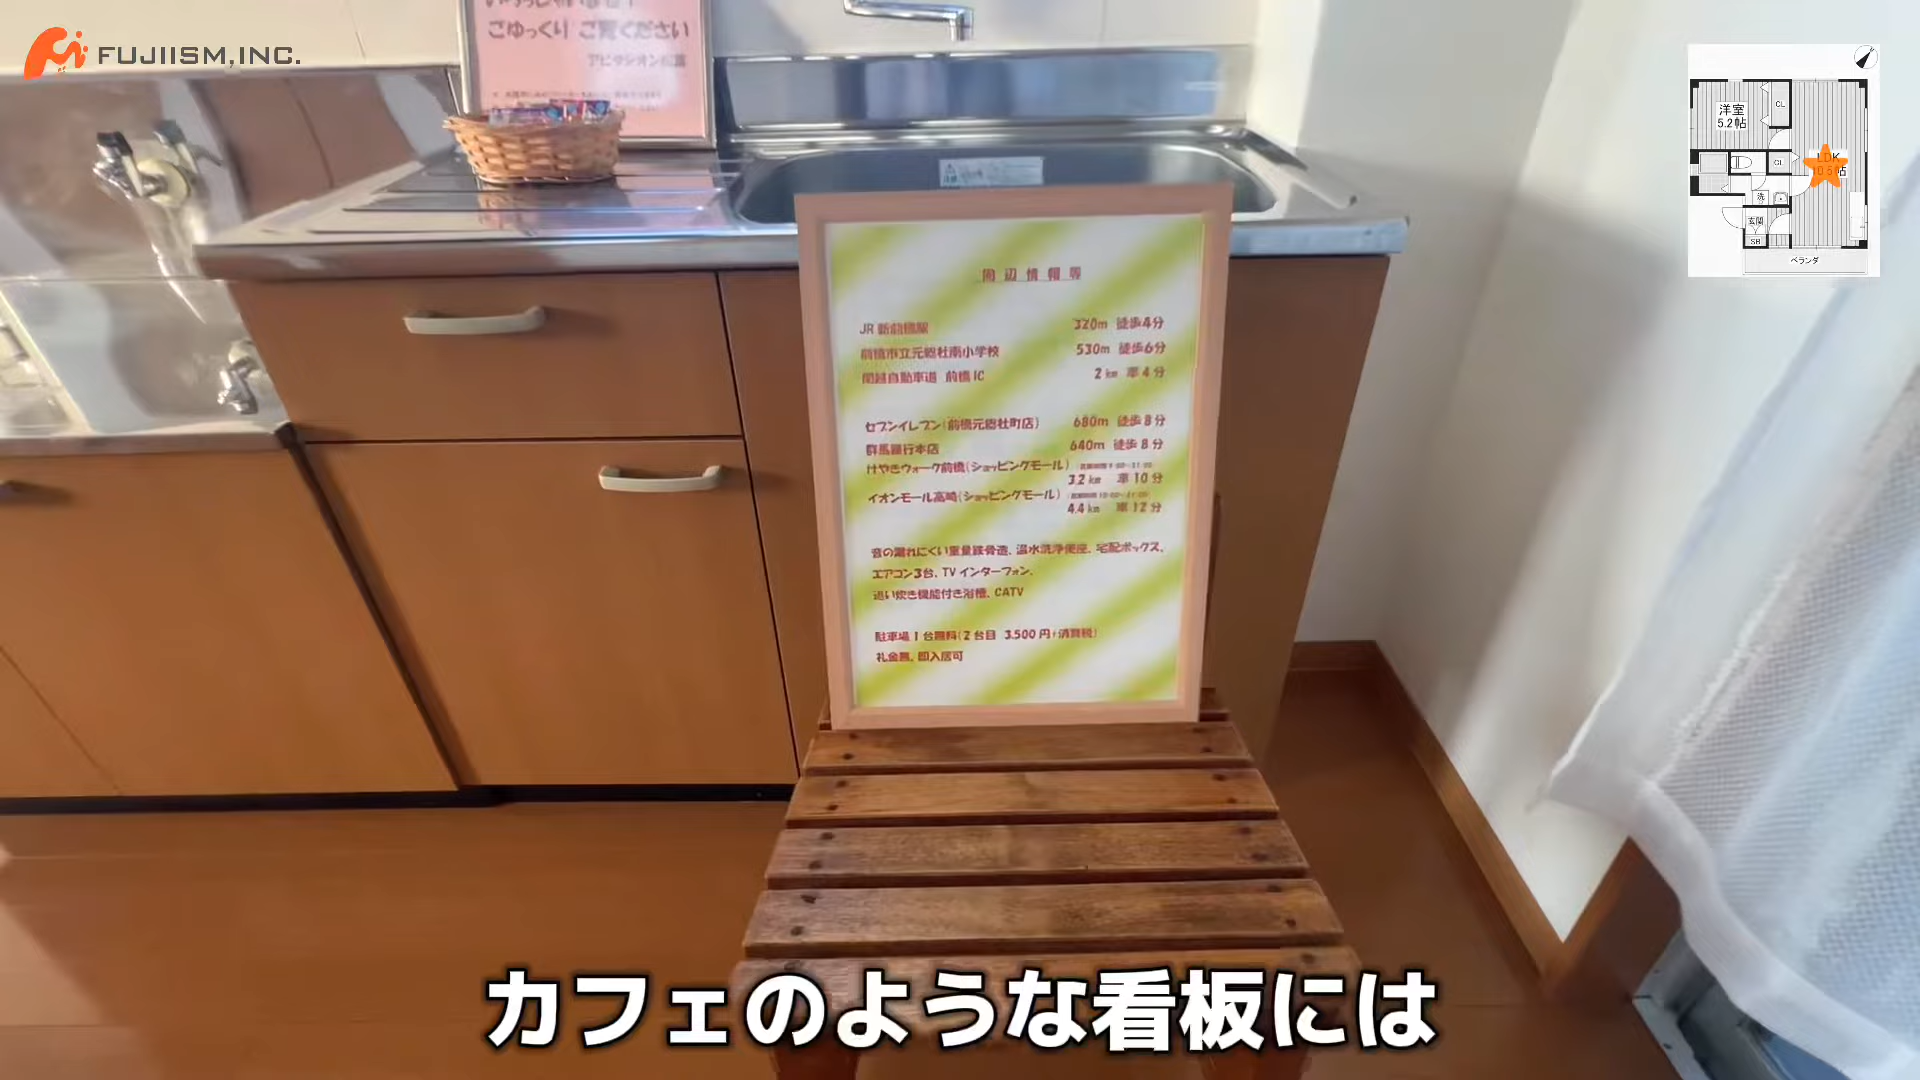 FUJIISM,INC.
ごゆっくり ご覧ください
洋室
5.2帖
CL
CL
LDK
10.5帖
洗
玄関
SB
ベランダ
周辺情報等
JR 新前橋駅 320m 徒歩4分
前橋市立元総社南小学校 530m 徒歩6分
関越自動車道 前橋IC 2㎞ 車4分
セブンイレブン(前橋元総社町店) 680m 徒歩8分
群馬銀行本店 640m 徒歩8分
けやきウォーク前橋(ショッピングモール)
3.2㎞ 車10分
イオンモール高崎(ショッピングモール)
4.4㎞ 車12分
音の漏れにくい重量鉄骨造、温水洗浄便座、宅配ボックス、
エアコン3台、TVインターフォン、
追い炊き機能付き浴槽、CATV
駐車場1台無料(2台目 3,500円+消費税)
礼金無、即入居可
カフェのような看板には